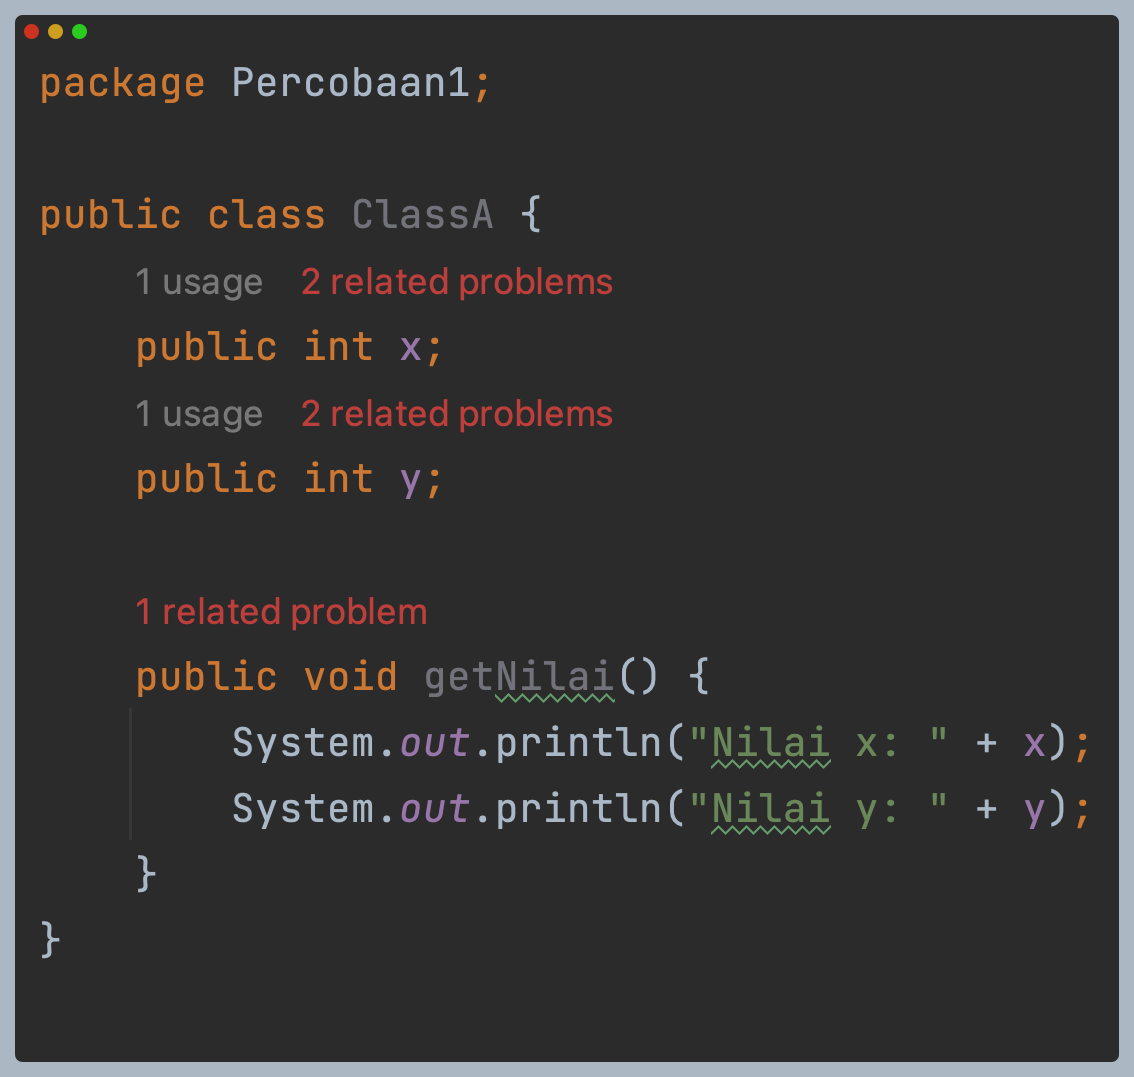 package Percobaan1;
public class ClassA {
1 usage 2 related problems
public int x;
1 usage 2 related problems
public int y;
1 related problem
public void getNilai() {
System.out.println("Nilai x: " + x);
System.out.println("Nilai y: " + y);
}
}